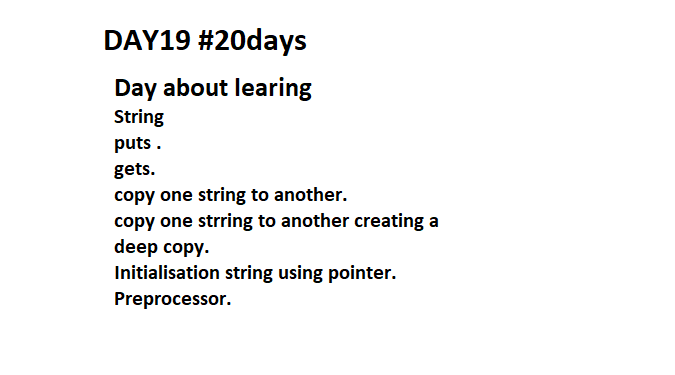 DAY19 #20days
Day about learing
String
puts .
gets.
copy one string to another.
copy one strring to another creating a
deep copy.
Initialisation string using pointer.
Preprocessor.